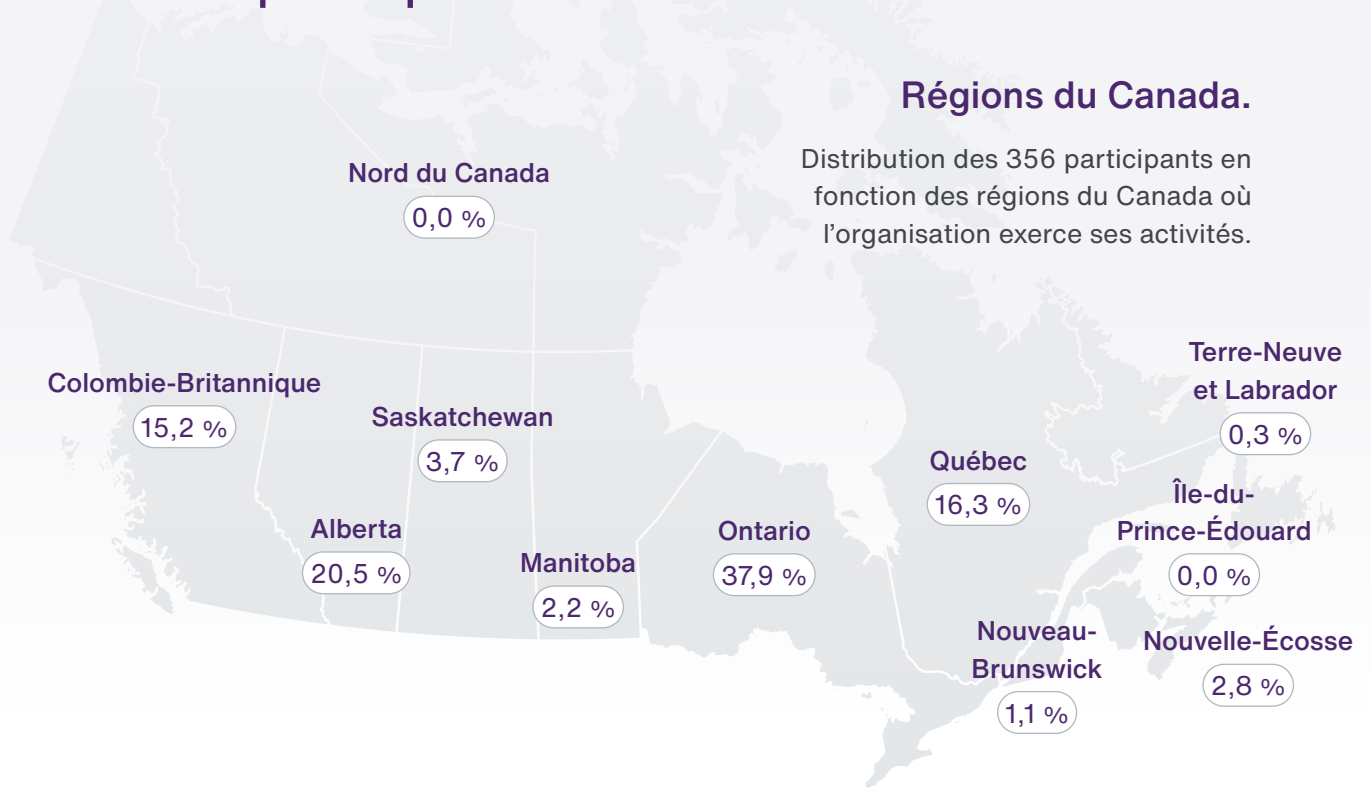 Régions du Canada.
Distribution des 356 participants en
fonction des régions du Canada où
l’organisation exerce ses activités.
Nord du Canada
0,0 %
Colombie-Britannique
15,2 %
Saskatchewan
3,7 %
Alberta
20,5 %
Manitoba
2,2 %
Ontario
37,9 %
Québec
16,3 %
Terre-Neuve
et Labrador
0,3 %
Île-du-
Prince-Édouard
0,0 %
Nouveau-
Brunswick
1,1 %
Nouvelle-Écosse
2,8 %